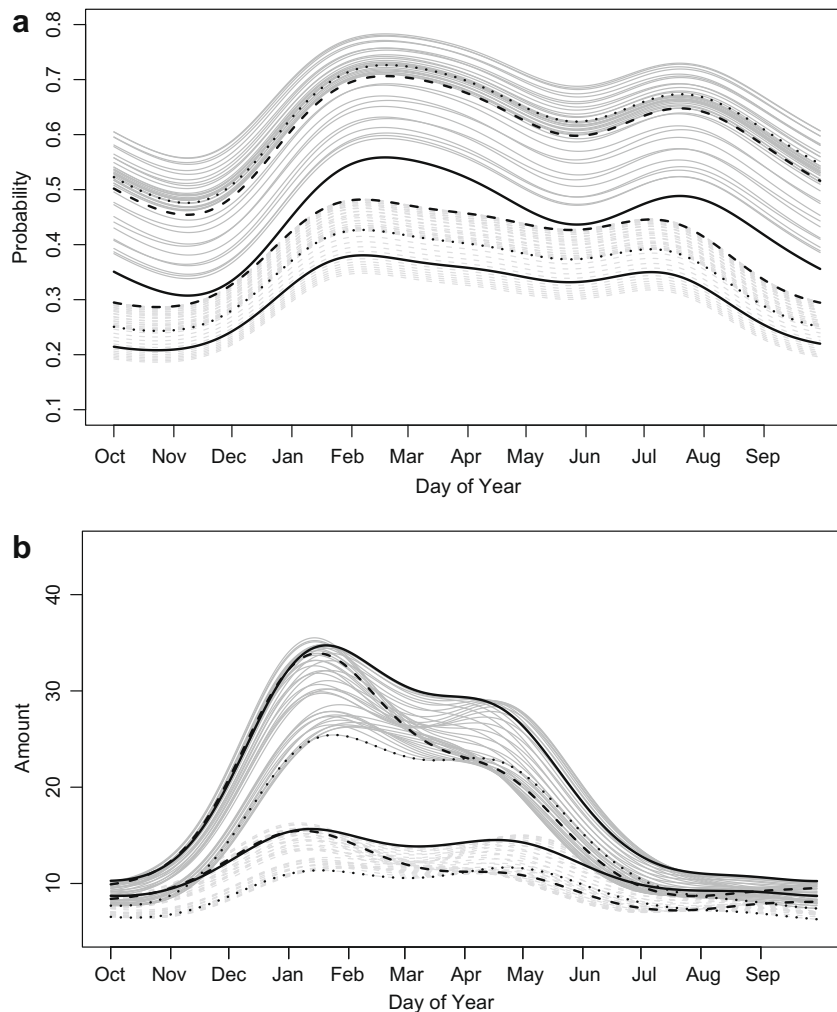 a
Probability
0.8
0.7
0.6
0.5
0.4
0.3
0.2
0.1
Oct Nov Dec Jan Feb Mar Apr May Jun Jul Aug Sep
Day of Year
b
Amount
40
30
20
10
Oct Nov Dec Jan Feb Mar Apr May Jun Jul Aug Sep
Day of Year